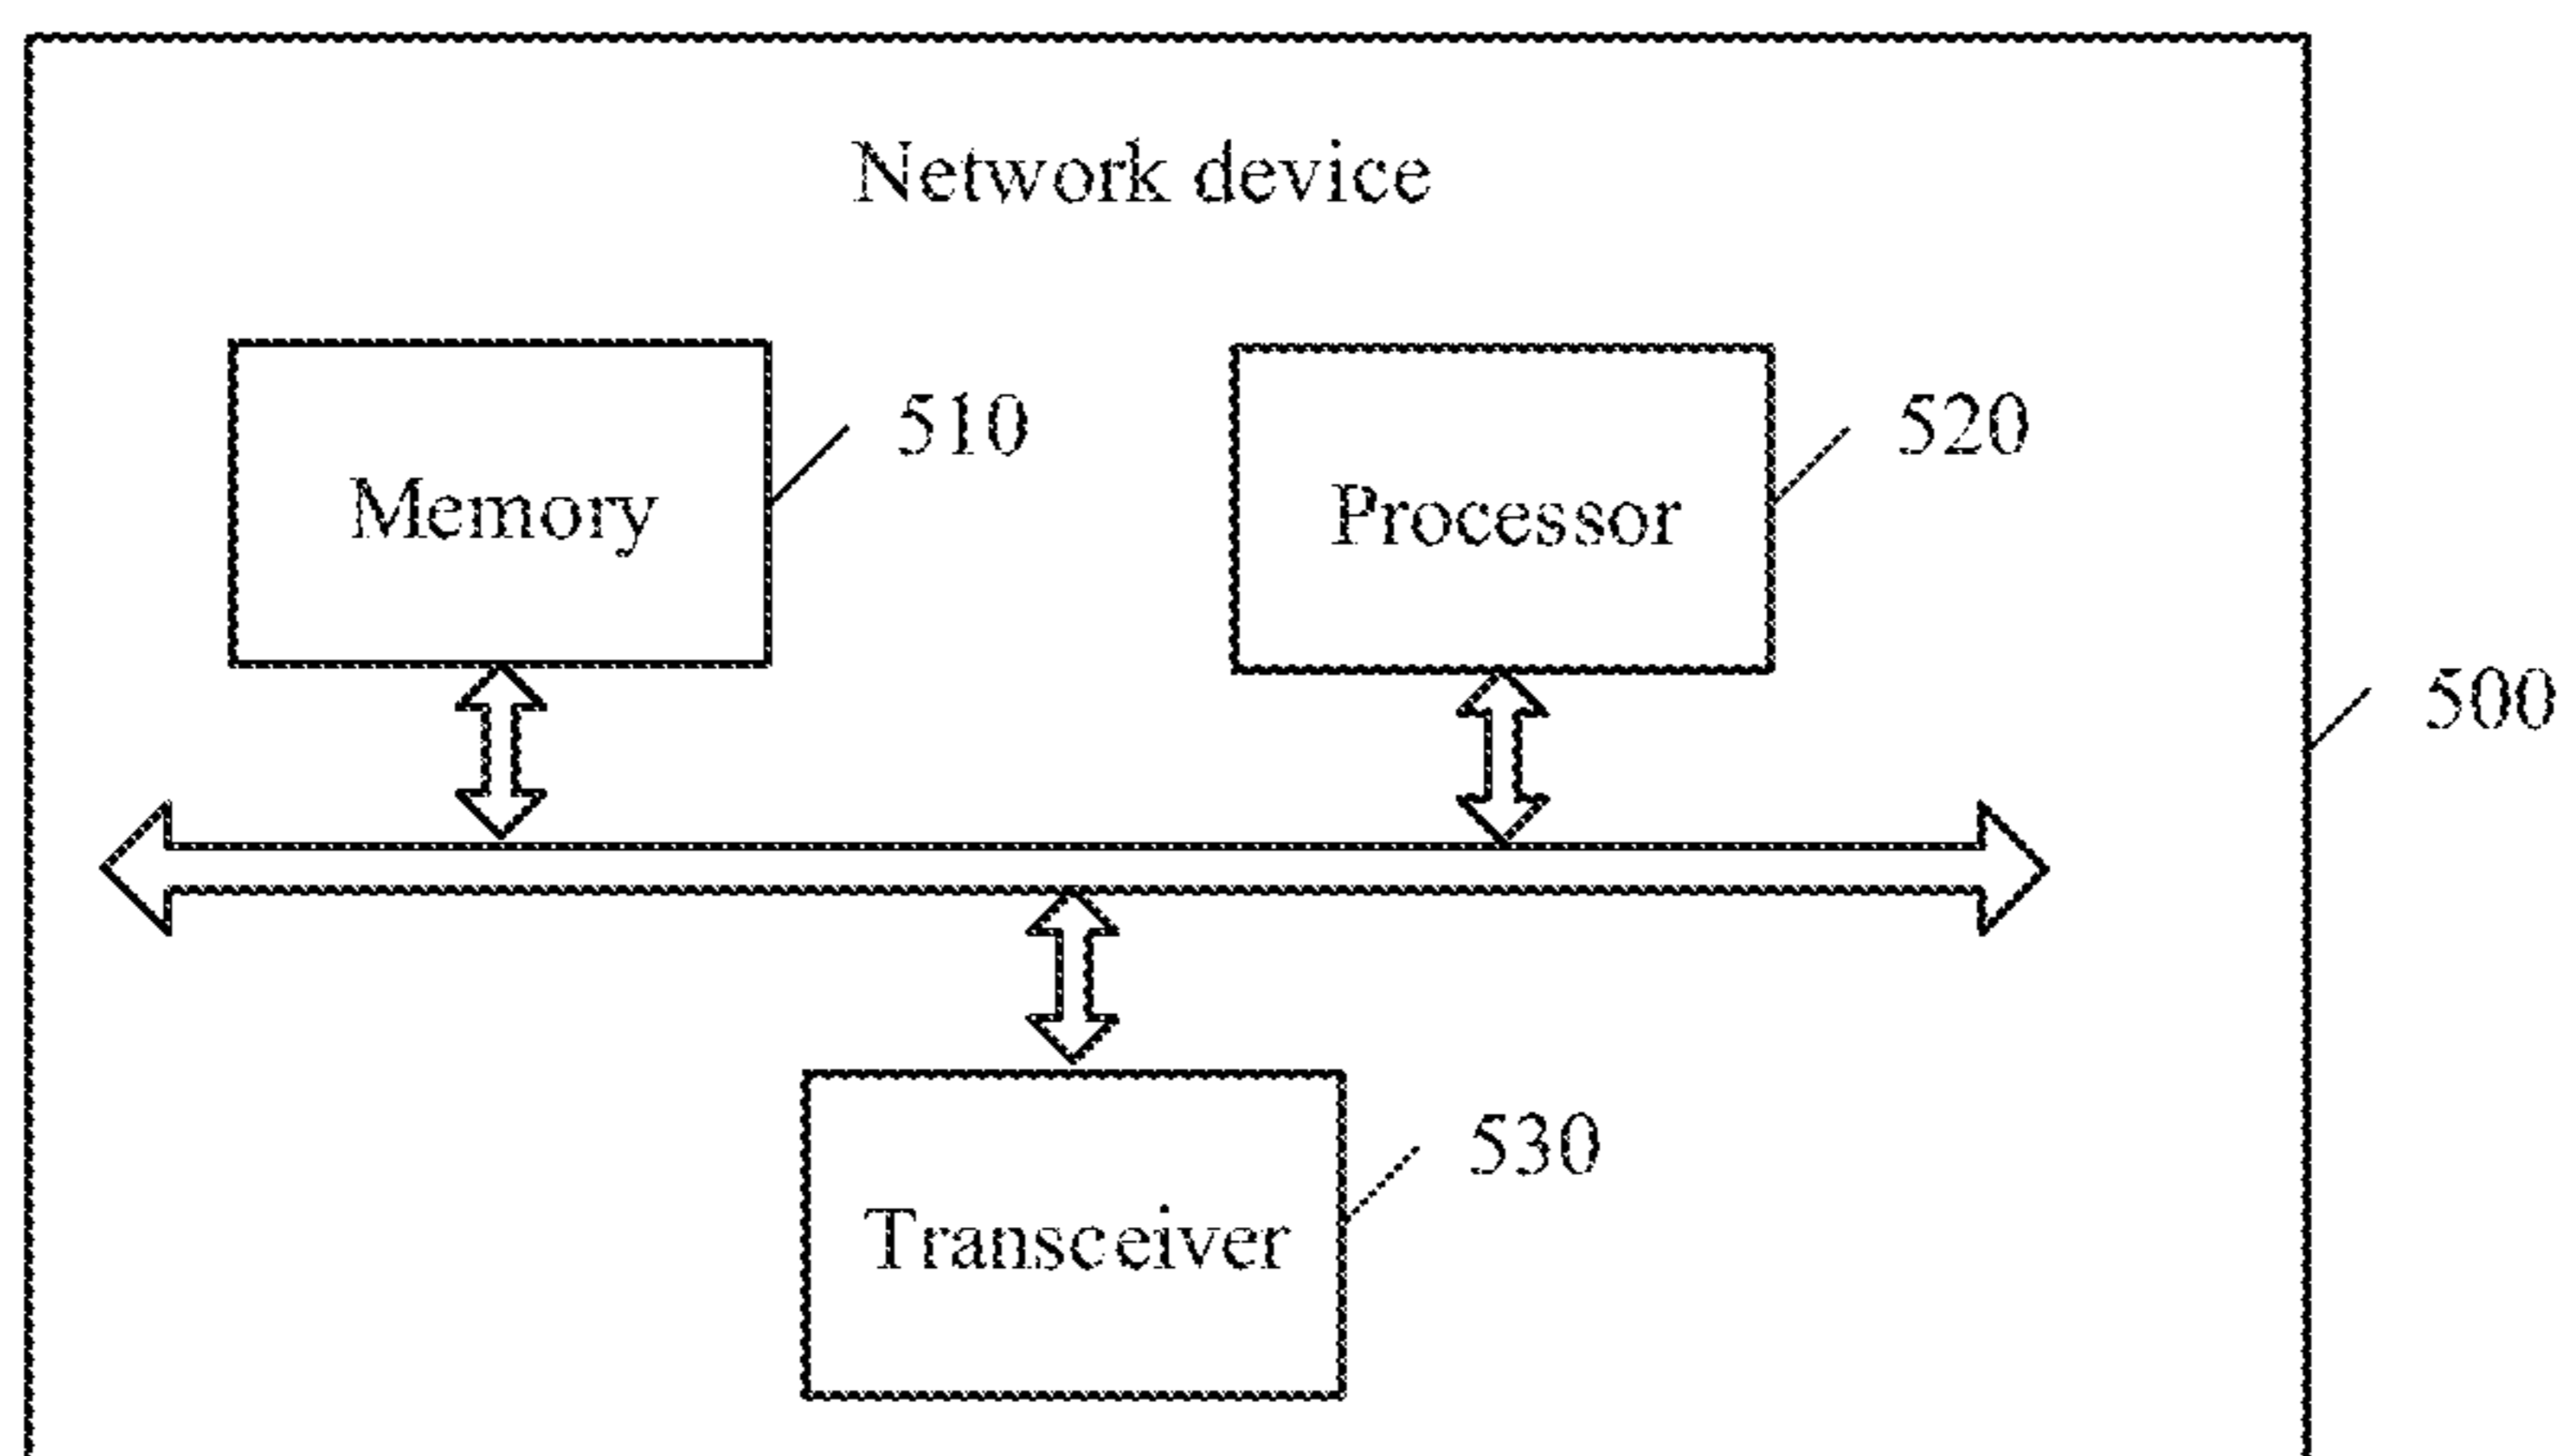 Network device
510
520
Memory
Processor
500
530
Transceiver